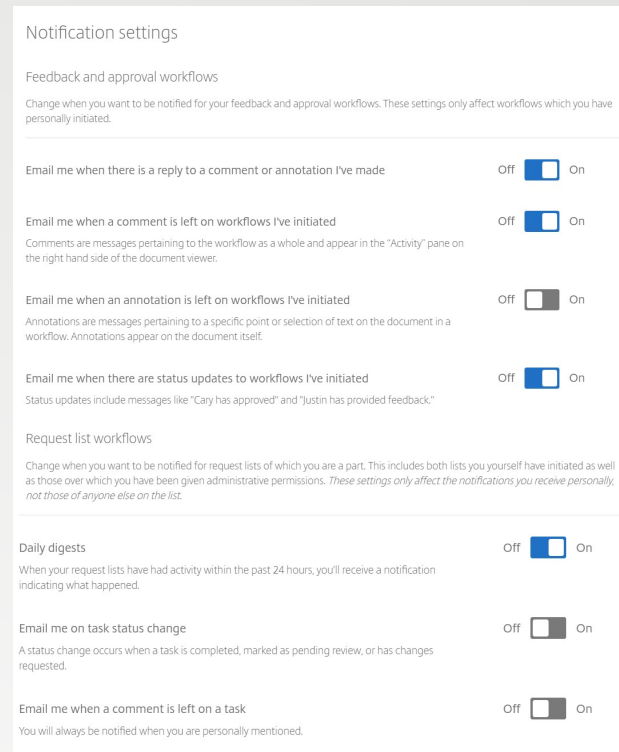 Notification settings
Feedback and approval workflows
Change when you want to be notified for your feedback and approval workflows. These settings only affect workflows which you have
personally initiated.
Email me when there is a reply to a comment or annotation I've made Off On
Email me when a comment is left on workflows I've initiated Off On
Comments are messages pertaining to the workflow as a whole and appear in the "Activity" pane on
the right hand side of the document viewer.
Email me when an annotation is left on workflows I've initiated Off On
Annotations are messages pertaining to a specific point or selection of text on the document in a
workflow. Annotations appear on the document itself.
Email me when there are status updates to workflows I've initiated Off On
Status updates include messages like "Cary has approved" and "Justin has provided feedback."
Request list workflows
Change when you want to be notified for request lists of which you are a part. This includes both lists you yourself have initiated as well
as those over which you have been given administrative permissions. These settings only affect the notifications you receive personally,
not those of anyone else on the list.
Daily digests Off On
When your request lists have had activity within the past 24 hours, you'll receive a notification
indicating what happened.
Email me on task status change Off On
A status change occurs when a task is completed, marked as pending review, or has changes
requested.
Email me when a comment is left on a task Off On
You will always be notified when you are personally mentioned.